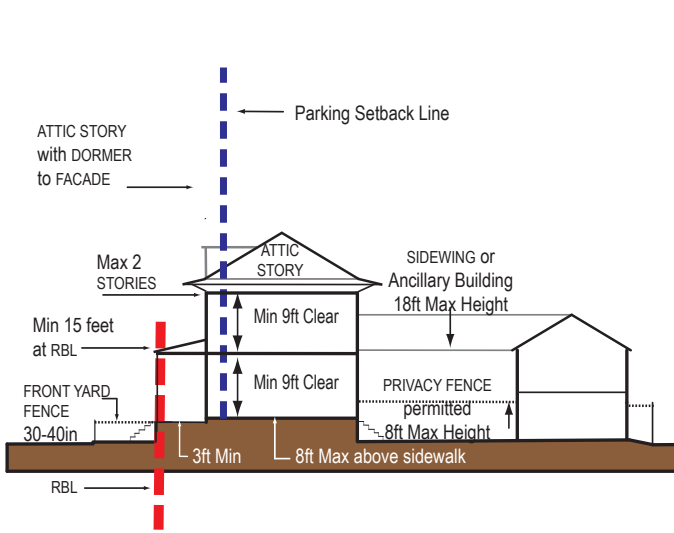 Parking Setback Line
ATTIC STORY
with DORMER
to FACADE
ATTIC
STORY
Max 2
STORIES
SIDEWING or
Ancillary Building
18ft Max Height
Min 9ft Clear
Min 15 feet
at RBL
Min 9ft Clear
PRIVACY FENCE
permitted
8ft Max Height
FRONT YARD
FENCE
30-40in
3ft Min
8ft Max above sidewalk
RBL